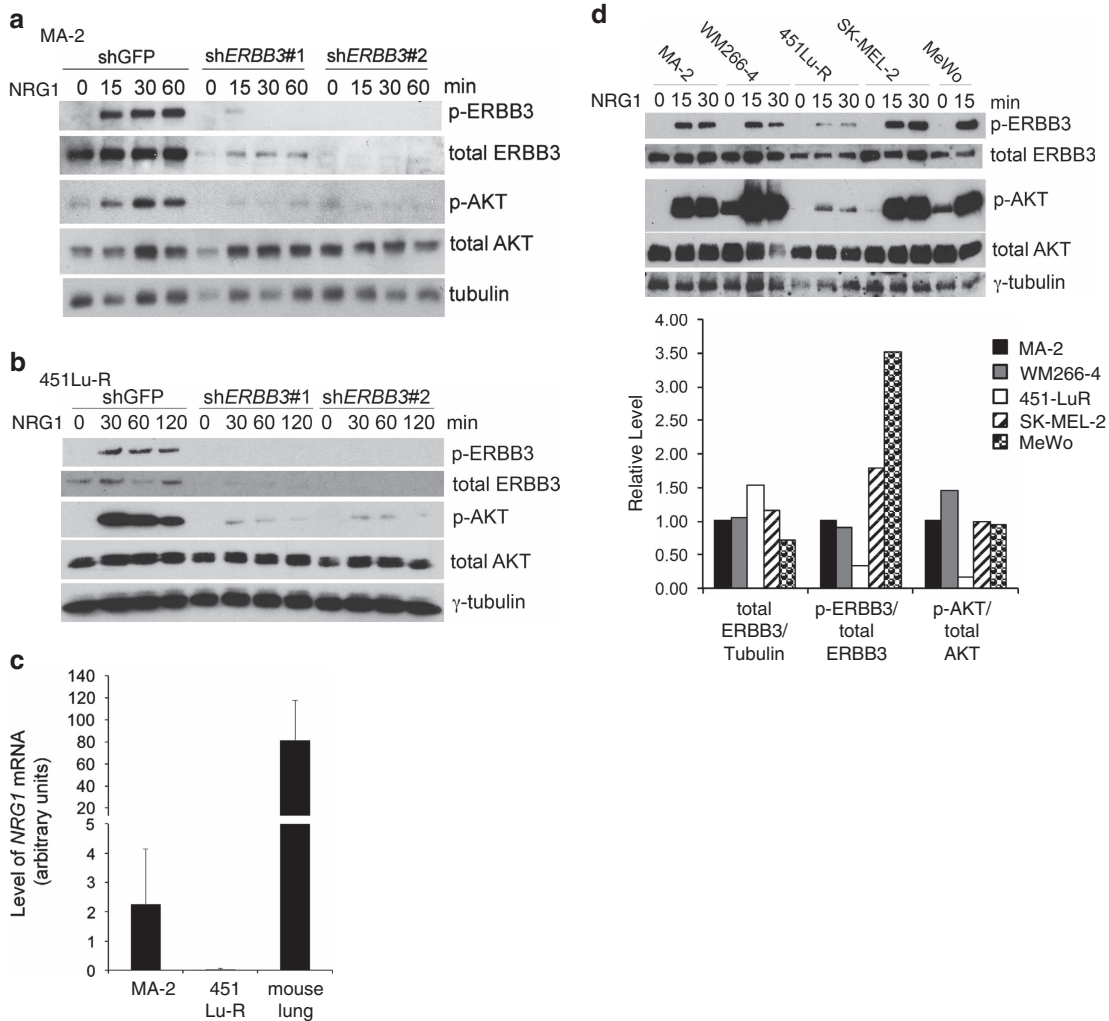 a
MA-2
shGFP shERBB3#1 shERBB3#2
NRG1 0 15 30 60 0 15 30 60 0 15 30 60 min
p-ERBB3
total ERBB3
p-AKT
total AKT
tubulin
b
451Lu-R
shGFP shERBB3#1 shERBB3#2
NRG1 0 30 60 120 0 30 60 120 0 30 60 120 min
p-ERBB3
total ERBB3
p-AKT
total AKT
γ-tubulin
c
Level of NRG1 mRNA
(arbitrary units)
140
120
100
80
60
40
20
5
4
3
2
1
0
MA-2 451 mouse
Lu-R lung
d
MA-2 WM266-4 451Lu-R SK-MEL-2 MeWo
NRG1 0 15 30 0 15 30 0 15 30 0 15 30 0 15 min
p-ERBB3
total ERBB3
p-AKT
total AKT
γ-tubulin
Relative Level
4.00
3.50
3.00
2.50
2.00
1.50
1.00
0.50
0.00
MA-2
WM266-4
451-LuR
SK-MEL-2
MeWo
total p-ERBB3/ p-AKT/
ERBB3/ total total
Tubulin ERBB3 AKT